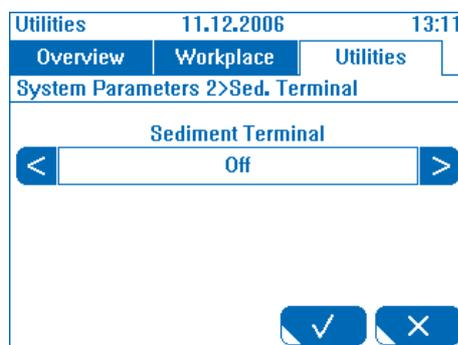 Utilities 11.12.2006 13:11
Overview Workplace Utilities
System Parameters 2>Sed. Terminal
Sediment Terminal
< Off >